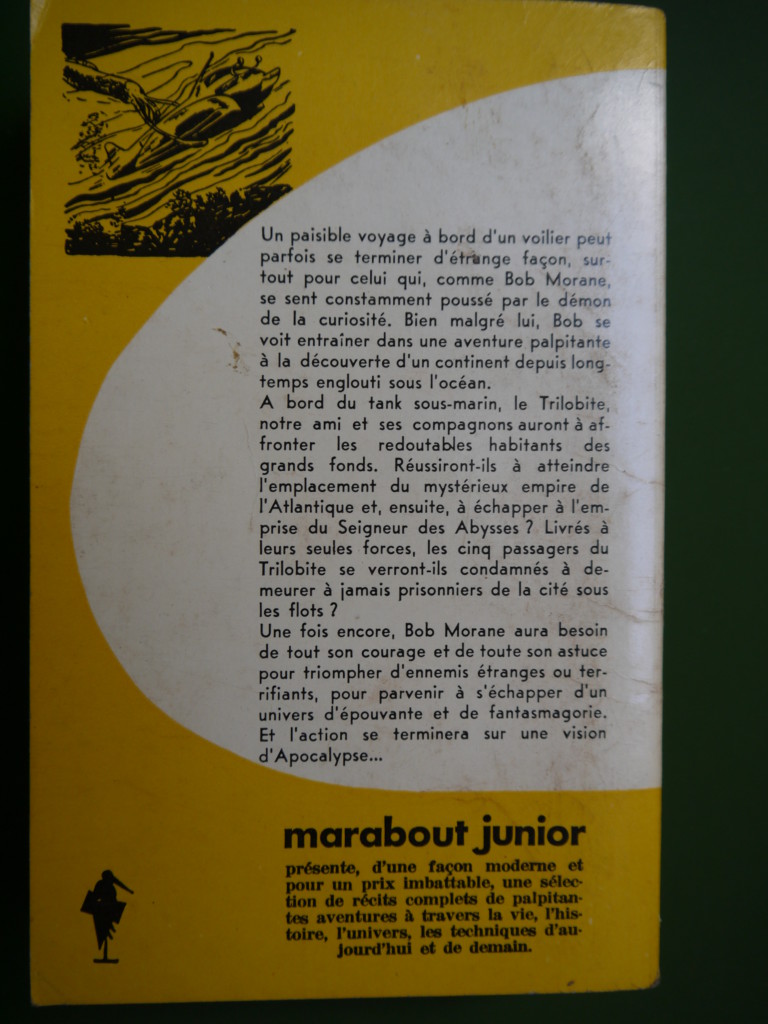 Un paisible voyage à bord d'un voilier peut
parfois se terminer d'étrange façon, sur-
tout pour celui qui, comme Bob Morane,
se sent constamment poussé par le démon
de la curiosité. Bien malgré lui, Bob se
voit entraîner dans une aventure palpitante
à la découverte d'un continent depuis long-
temps englouti sous l'océan.
A bord du tank sous-marin, le Trilobite,
notre ami et ses compagnons auront à af-
fronter les redoutables habitants des
grands fonds. Réussiront-ils à atteindre
l'emplacement du mystérieux empire de
l'Atlantique et, ensuite, à échapper à l'em-
prise du Seigneur des Abysses ? Livrés à
leurs seules forces, les cinq passagers du
Trilobite se verront-ils condamnés à de-
meurer à jamais prisonniers de la cité sous
les flots ?
Une fois encore, Bob Morane aura besoin
de tout son courage et de toute son astuce
pour triompher d'ennemis étranges ou ter-
rifiants, pour parvenir à s'échapper d'un
univers d'épouvante et de fantasmagorie.
Et l'action se terminera sur une vision
d'Apocalypse...
marabout junior
présente, d'une façon moderne et
pour un prix imbattable, une sélec-
tion de récits complets de palpitan-
tes aventures à travers la vie, l'his-
toire, l'univers, les techniques d'au-
jourd'hui et de demain.